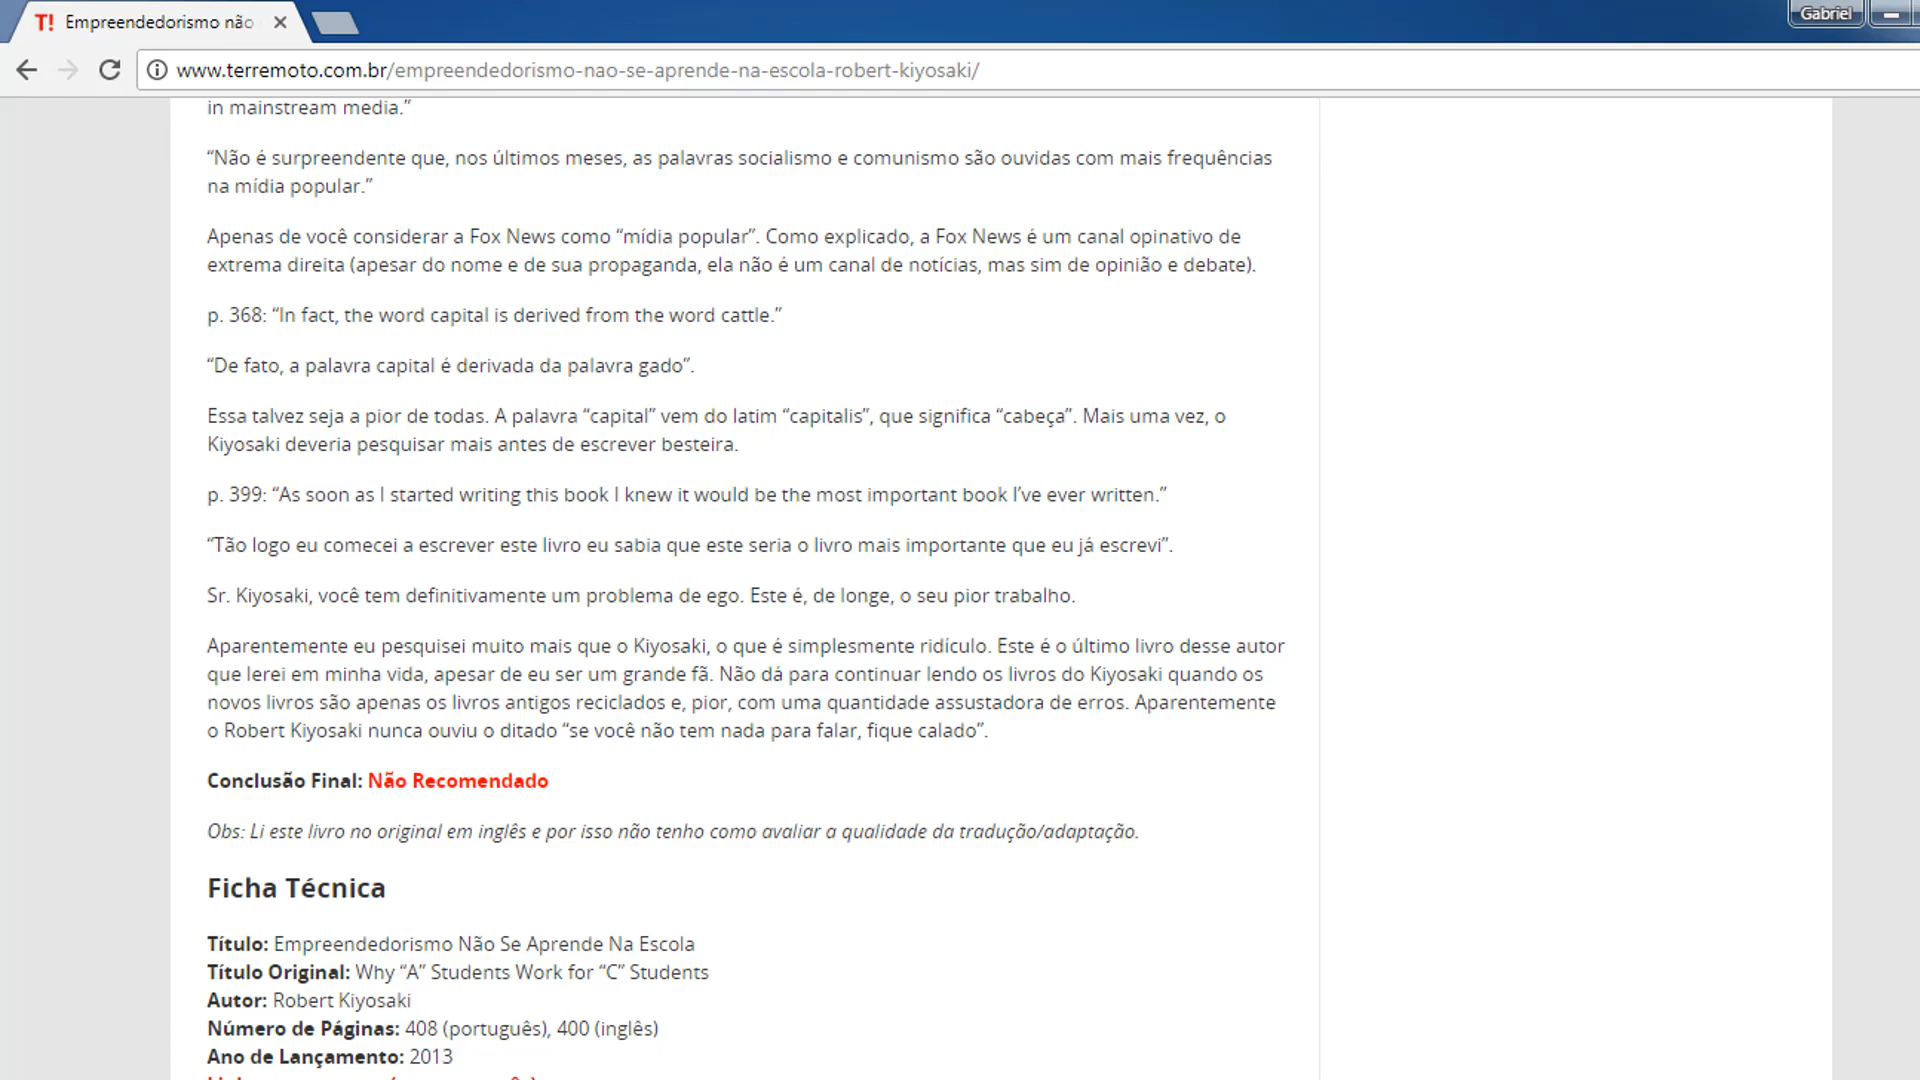 T! Empreendedorismo não
Gabriel
www.terremoto.com.br/empreendedorismo-nao-se-aprende-na-escola-robert-kiyosaki/
in mainstream media.”
“Não é surpreendente que, nos últimos meses, as palavras socialismo e comunismo são ouvidas com mais frequências
na mídia popular.”
Apenas de você considerar a Fox News como “mídia popular”. Como explicado, a Fox News é um canal opinativo de
extrema direita (apesar do nome e de sua propaganda, ela não é um canal de notícias, mas sim de opinião e debate).
p. 368: “In fact, the word capital is derived from the word cattle.”
“De fato, a palavra capital é derivada da palavra gado”.
Essa talvez seja a pior de todas. A palavra “capital” vem do latim “capitalis”, que significa “cabeça”. Mais uma vez, o
Kiyosaki deveria pesquisar mais antes de escrever besteira.
p. 399: “As soon as I started writing this book I knew it would be the most important book I’ve ever written.”
“Tão logo eu comecei a escrever este livro eu sabia que este seria o livro mais importante que eu já escrevi”.
Sr. Kiyosaki, você tem definitivamente um problema de ego. Este é, de longe, o seu pior trabalho.
Aparentemente eu pesquisei muito mais que o Kiyosaki, o que é simplesmente ridículo. Este é o último livro desse autor
que lerei em minha vida, apesar de eu ser um grande fã. Não dá para continuar lendo os livros do Kiyosaki quando os
novos livros são apenas os livros antigos reciclados e, pior, com uma quantidade assustadora de erros. Aparentemente
o Robert Kiyosaki nunca ouviu o ditado “se você não tem nada para falar, fique calado”.
Conclusão Final: Não Recomendado
Obs: Li este livro no original em inglês e por isso não tenho como avaliar a qualidade da tradução/adaptação.
Ficha Técnica
Título: Empreendedorismo Não Se Aprende Na Escola
Título Original: Why “A” Students Work for “C” Students
Autor: Robert Kiyosaki
Número de Páginas: 408 (português), 400 (inglês)
Ano de Lançamento: 2013